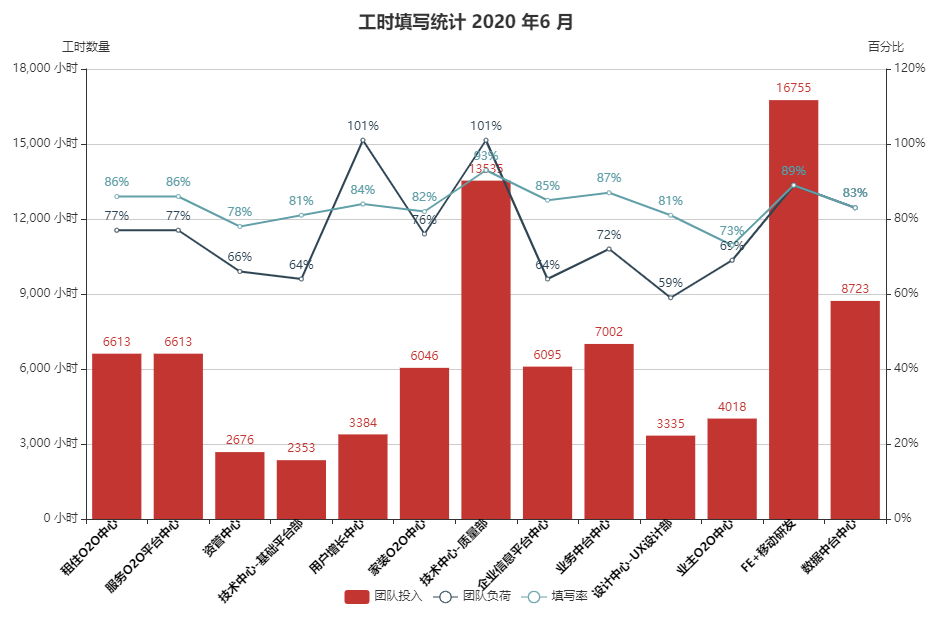 工时填写统计 2020 年6 月
工时数量
百分比
18,000 小时
15,000 小时
12,000 小时
9,000 小时
6,000 小时
3,000 小时
0 小时
120%
100%
80%
60%
40%
20%
0%
86% 86% 78% 81% 84% 82% 93% 85% 87% 81% 73% 89% 83%
77% 77% 66% 64% 101% 76% 101% 64% 72% 59% 69% 83%
6613 6613 2676 2353 3384 6046 13535 6095 7002 3335 4018 16755 8723
租住O2O中心
服务O2O平台中心
资管中心
技术中心-基础平台部
用户增长中心
家装O2O中心
技术中心-质量部
企业信息平台中心
业务中台中心
设计中心-UX设计部
业主O2O中心
FE+移动研发
数据中台中心
团队投入 团队负荷 填写率